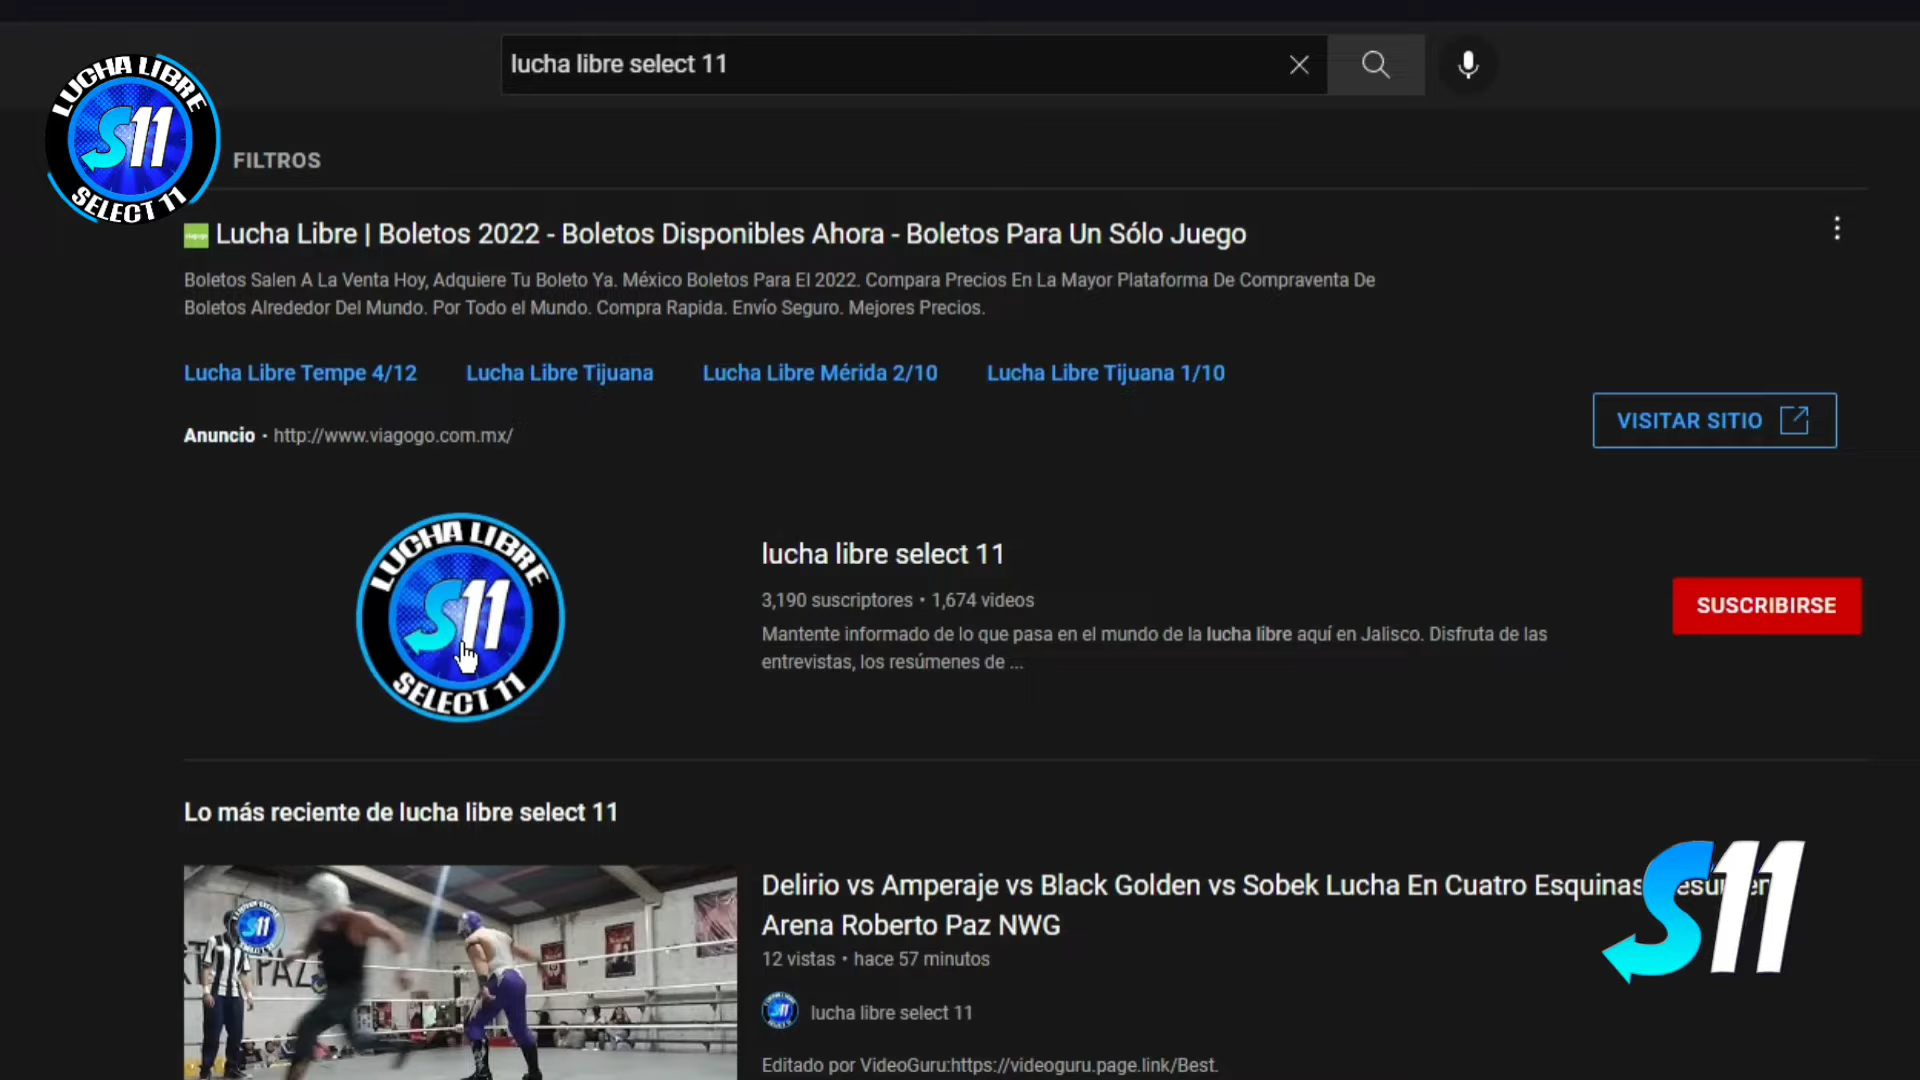 lucha libre select 11
LUCHA LIBRE
S11
SELECT 11
FILTROS
Lucha Libre | Boletos 2022 - Boletos Disponibles Ahora - Boletos Para Un Sólo Juego
Boletos Salen A La Venta Hoy, Adquiere Tu Boleto Ya. México Boletos Para El 2022. Compara Precios En La Mayor Plataforma De Compraventa De
Boletos Alrededor Del Mundo. Por Todo el Mundo. Compra Rapida. Envío Seguro. Mejores Precios.
Lucha Libre Tempe 4/12 Lucha Libre Tijuana Lucha Libre Mérida 2/10 Lucha Libre Tijuana 1/10
VISITAR SITIO
Anuncio · http://www.viagogo.com.mx/
LUCHA LIBRE
S11
SELECT 11
lucha libre select 11
3,190 suscriptores • 1,674 videos
Mantente informado de lo que pasa en el mundo de la lucha libre aquí en Jalisco. Disfruta de las
entrevistas, los resúmenes de ...
SUSCRIBIRSE
Lo más reciente de lucha libre select 11
S11
Delirio vs Amperaje vs Black Golden vs Sobek Lucha En Cuatro Esquinas
Arena Roberto Paz NWG
12 vistas • hace 57 minutos
S11
lucha libre select 11
Editado por VideoGuru:https://videoguru.page.link/Best.
S11